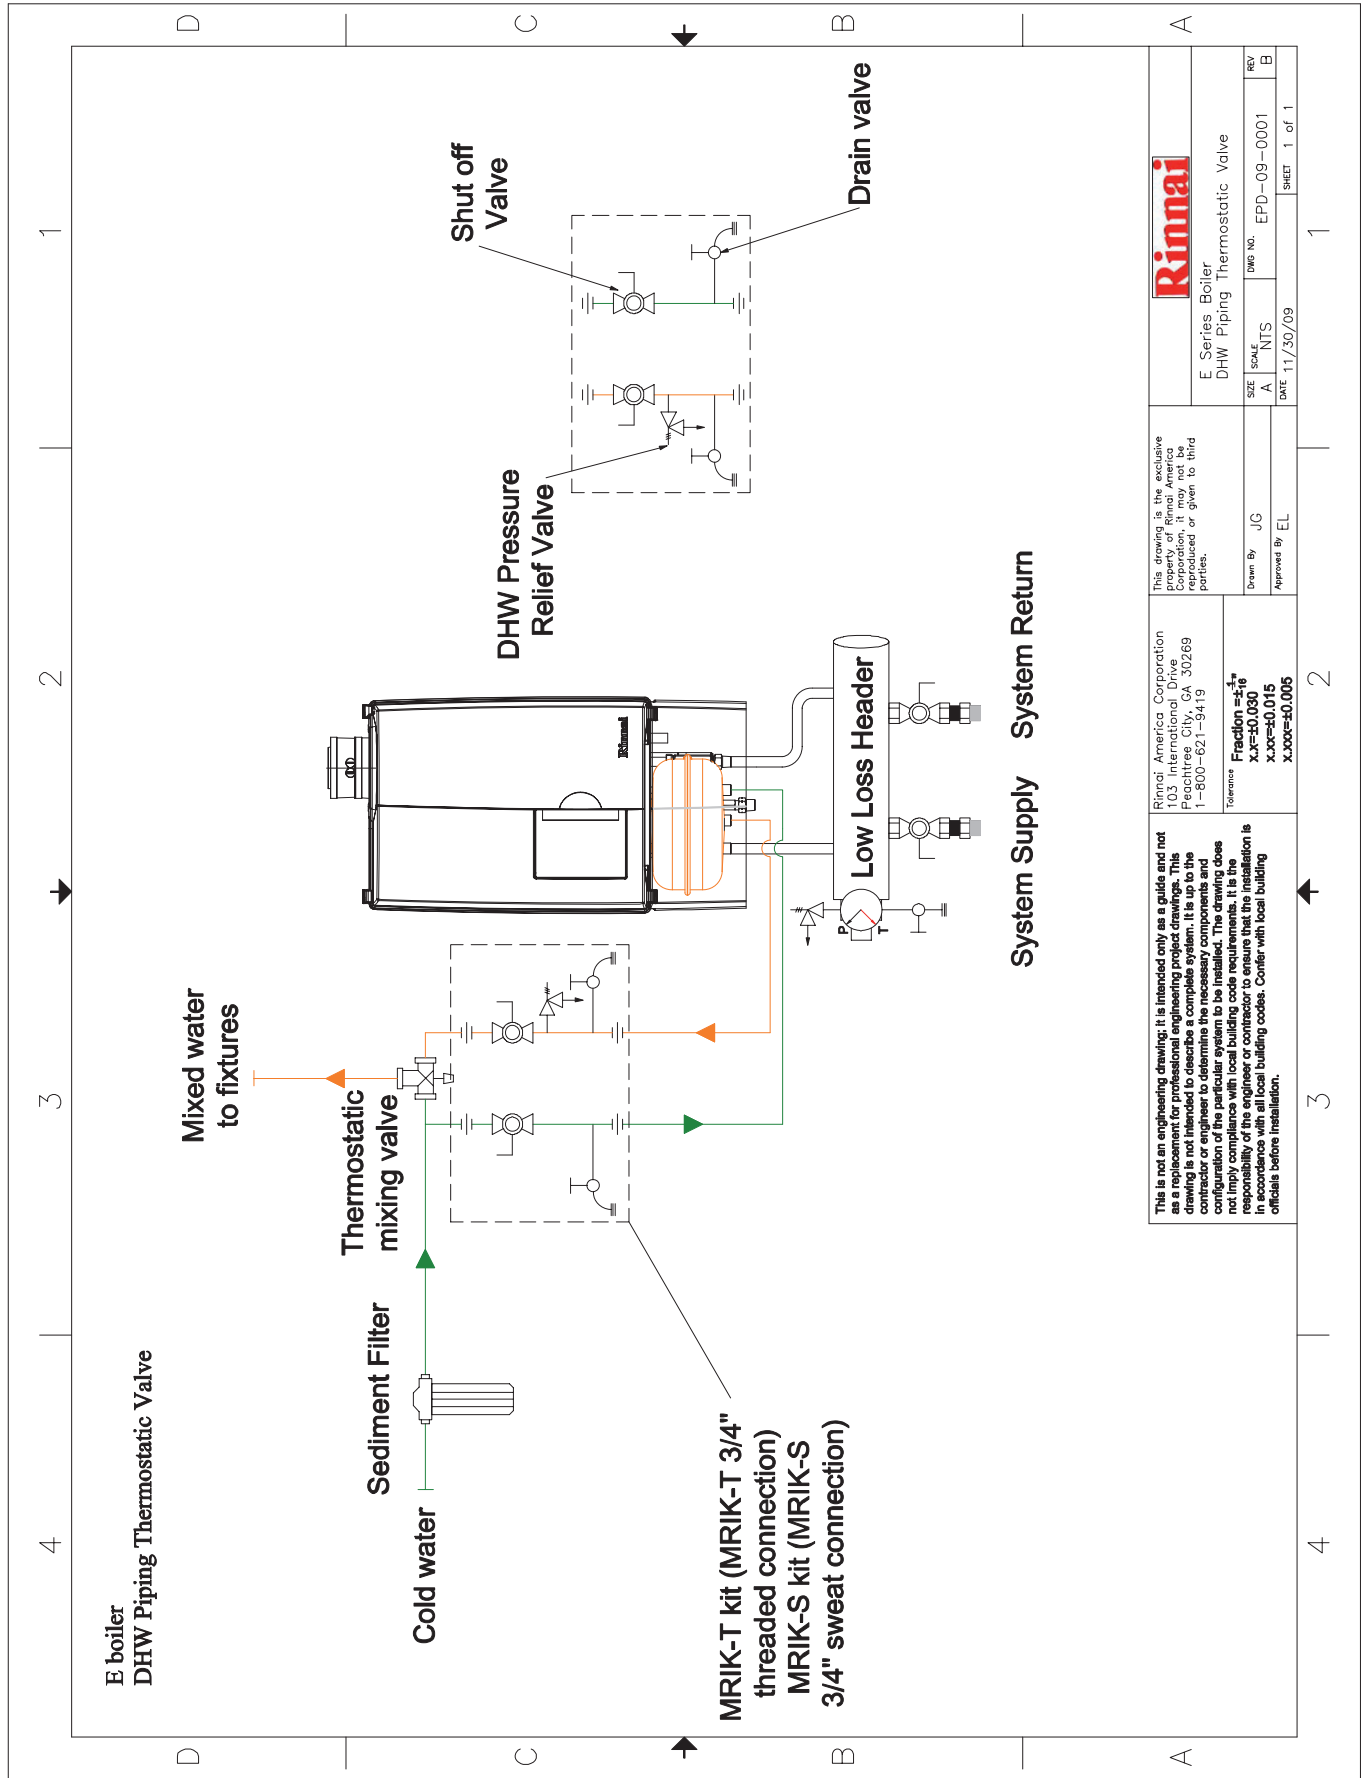 E boiler
DHW Piping Thermostatic Valve
4
3
2
1
D
D
C
C
B
B
A
A
Mixed water
to fixtures
Thermostatic
mixing valve
Sediment Filter
Cold water
MRIK-T kit (MRIK-T 3/4"
threaded connection)
MRIK-S kit (MRIK-S
3/4" sweat connection)
Rinnai
DHW Pressure
Relief Valve
Shut off
Valve
Drain valve
Low Loss Header
P
T
System Supply
System Return
This is not an engineering drawing; it is intended only as a guide and not
as a replacement for professional engineering project drawings. This
drawing is not intended to describe a complete system. It is up to the
contractor or engineer to determine the necessary components and
configuration of the particular system to be installed. The drawing does
not imply compliance with local building code requirements. It is the
responsibility of the engineer or contractor to ensure that the installation is
in accordance with all local building codes. Confer with local building
officials before installation.
Rinnai America Corporation
103 International Drive
Peachtree City, GA 30269
1-800-621-9419
Tolerance
Fraction =±1/16"
x.x=±0.030
x.xx=±0.015
x.xxx=±0.005
This drawing is the exclusive
property of Rinnai America
Corporation, it may not be
reproduced or given to third
parties.
Drawn By JG
Approved By EL
Rinnai
E Series Boiler
DHW Piping Thermostatic Valve
SIZE A
SCALE NTS
DWG NO. EPD-09-0001
REV B
DATE 11/30/09
SHEET 1 of 1
4
3
2
1